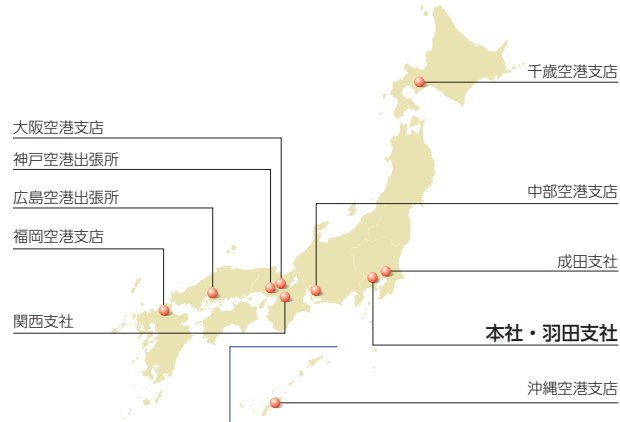 千歳空港支店
大阪空港支店
神戸空港出張所
広島空港出張所
中部空港支店
福岡空港支店
成田支社
関西支社
本社・羽田支社
沖縄空港支店